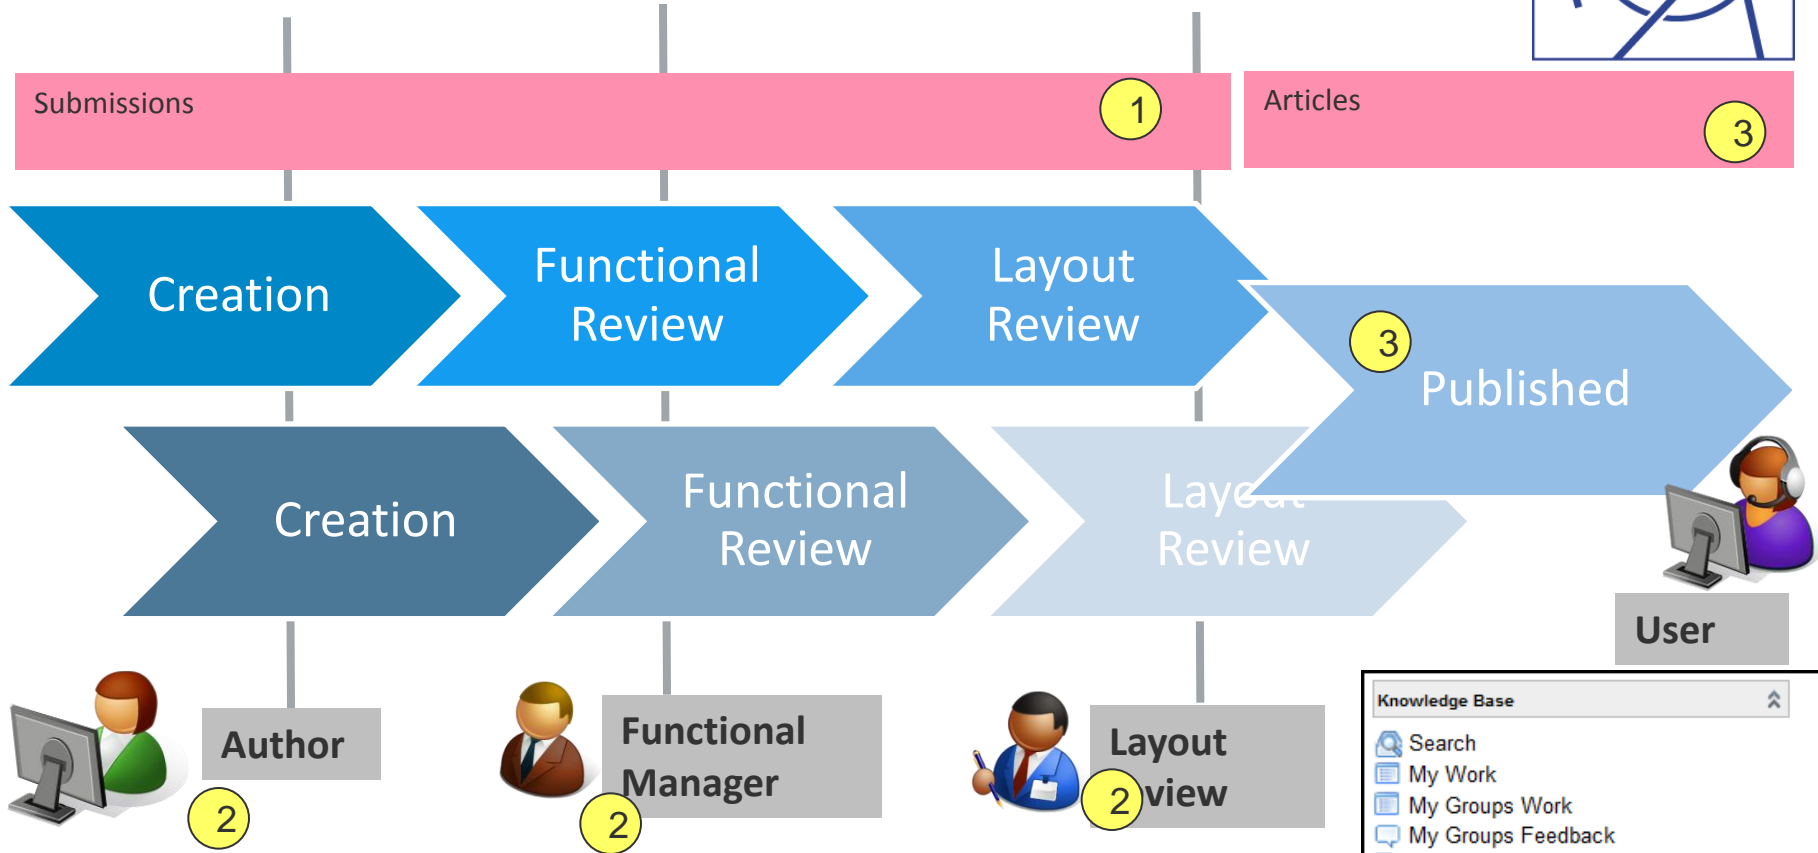 Submissions
1
Articles
3
Creation
Functional
Review
Layout
Review
3
Published
Creation
Functional
Review
Layout
Review
User
Author
2
Functional
Manager
2
Layout
view
2
Knowledge Base
Search
My Work
My Groups Work
My Groups Feedback